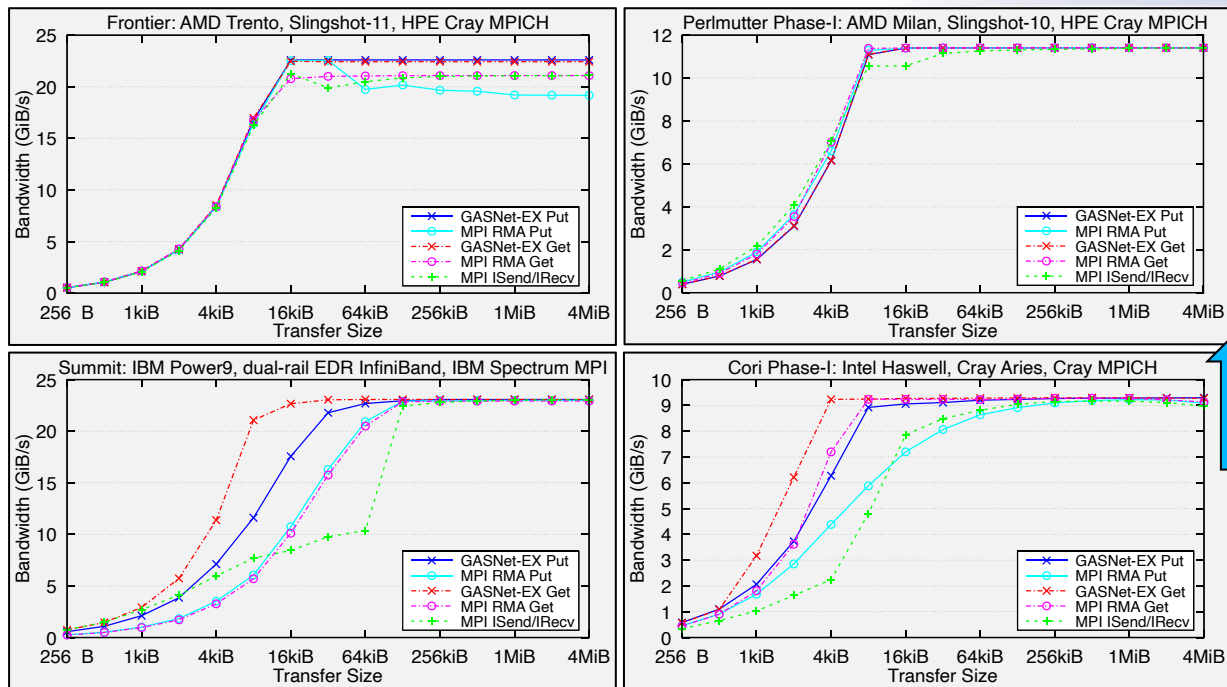 Frontier: AMD Trento, Slingshot-11, HPE Cray MPICH
25
20
15
10
5
0
Bandwidth (GiB/s)
GASNet-EX Put
MPI RMA Put
GASNet-EX Get
MPI RMA Get
MPI ISend/IRecv
256 B 1kiB 4kiB 16kiB 64kiB 256kiB 1MiB 4MiB
Transfer Size
Perlmutter Phase-I: AMD Milan, Slingshot-10, HPE Cray MPICH
12
10
8
6
4
2
0
Bandwidth (GiB/s)
GASNet-EX Put
MPI RMA Put
GASNet-EX Get
MPI RMA Get
MPI ISend/IRecv
256 B 1kiB 4kiB 16kiB 64kiB 256kiB 1MiB 4MiB
Transfer Size
Summit: IBM Power9, dual-rail EDR InfiniBand, IBM Spectrum MPI
25
20
15
10
5
0
Bandwidth (GiB/s)
GASNet-EX Put
MPI RMA Put
GASNet-EX Get
MPI RMA Get
MPI ISend/IRecv
256 B 1kiB 4kiB 16kiB 64kiB 256kiB 1MiB 4MiB
Transfer Size
Cori Phase-I: Intel Haswell, Cray Aries, Cray MPICH
10
9
8
7
6
5
4
3
2
1
0
Bandwidth (GiB/s)
GASNet-EX Put
MPI RMA Put
GASNet-EX Get
MPI RMA Get
MPI ISend/IRecv
256 B 1kiB 4kiB 16kiB 64kiB 256kiB 1MiB 4MiB
Transfer Size